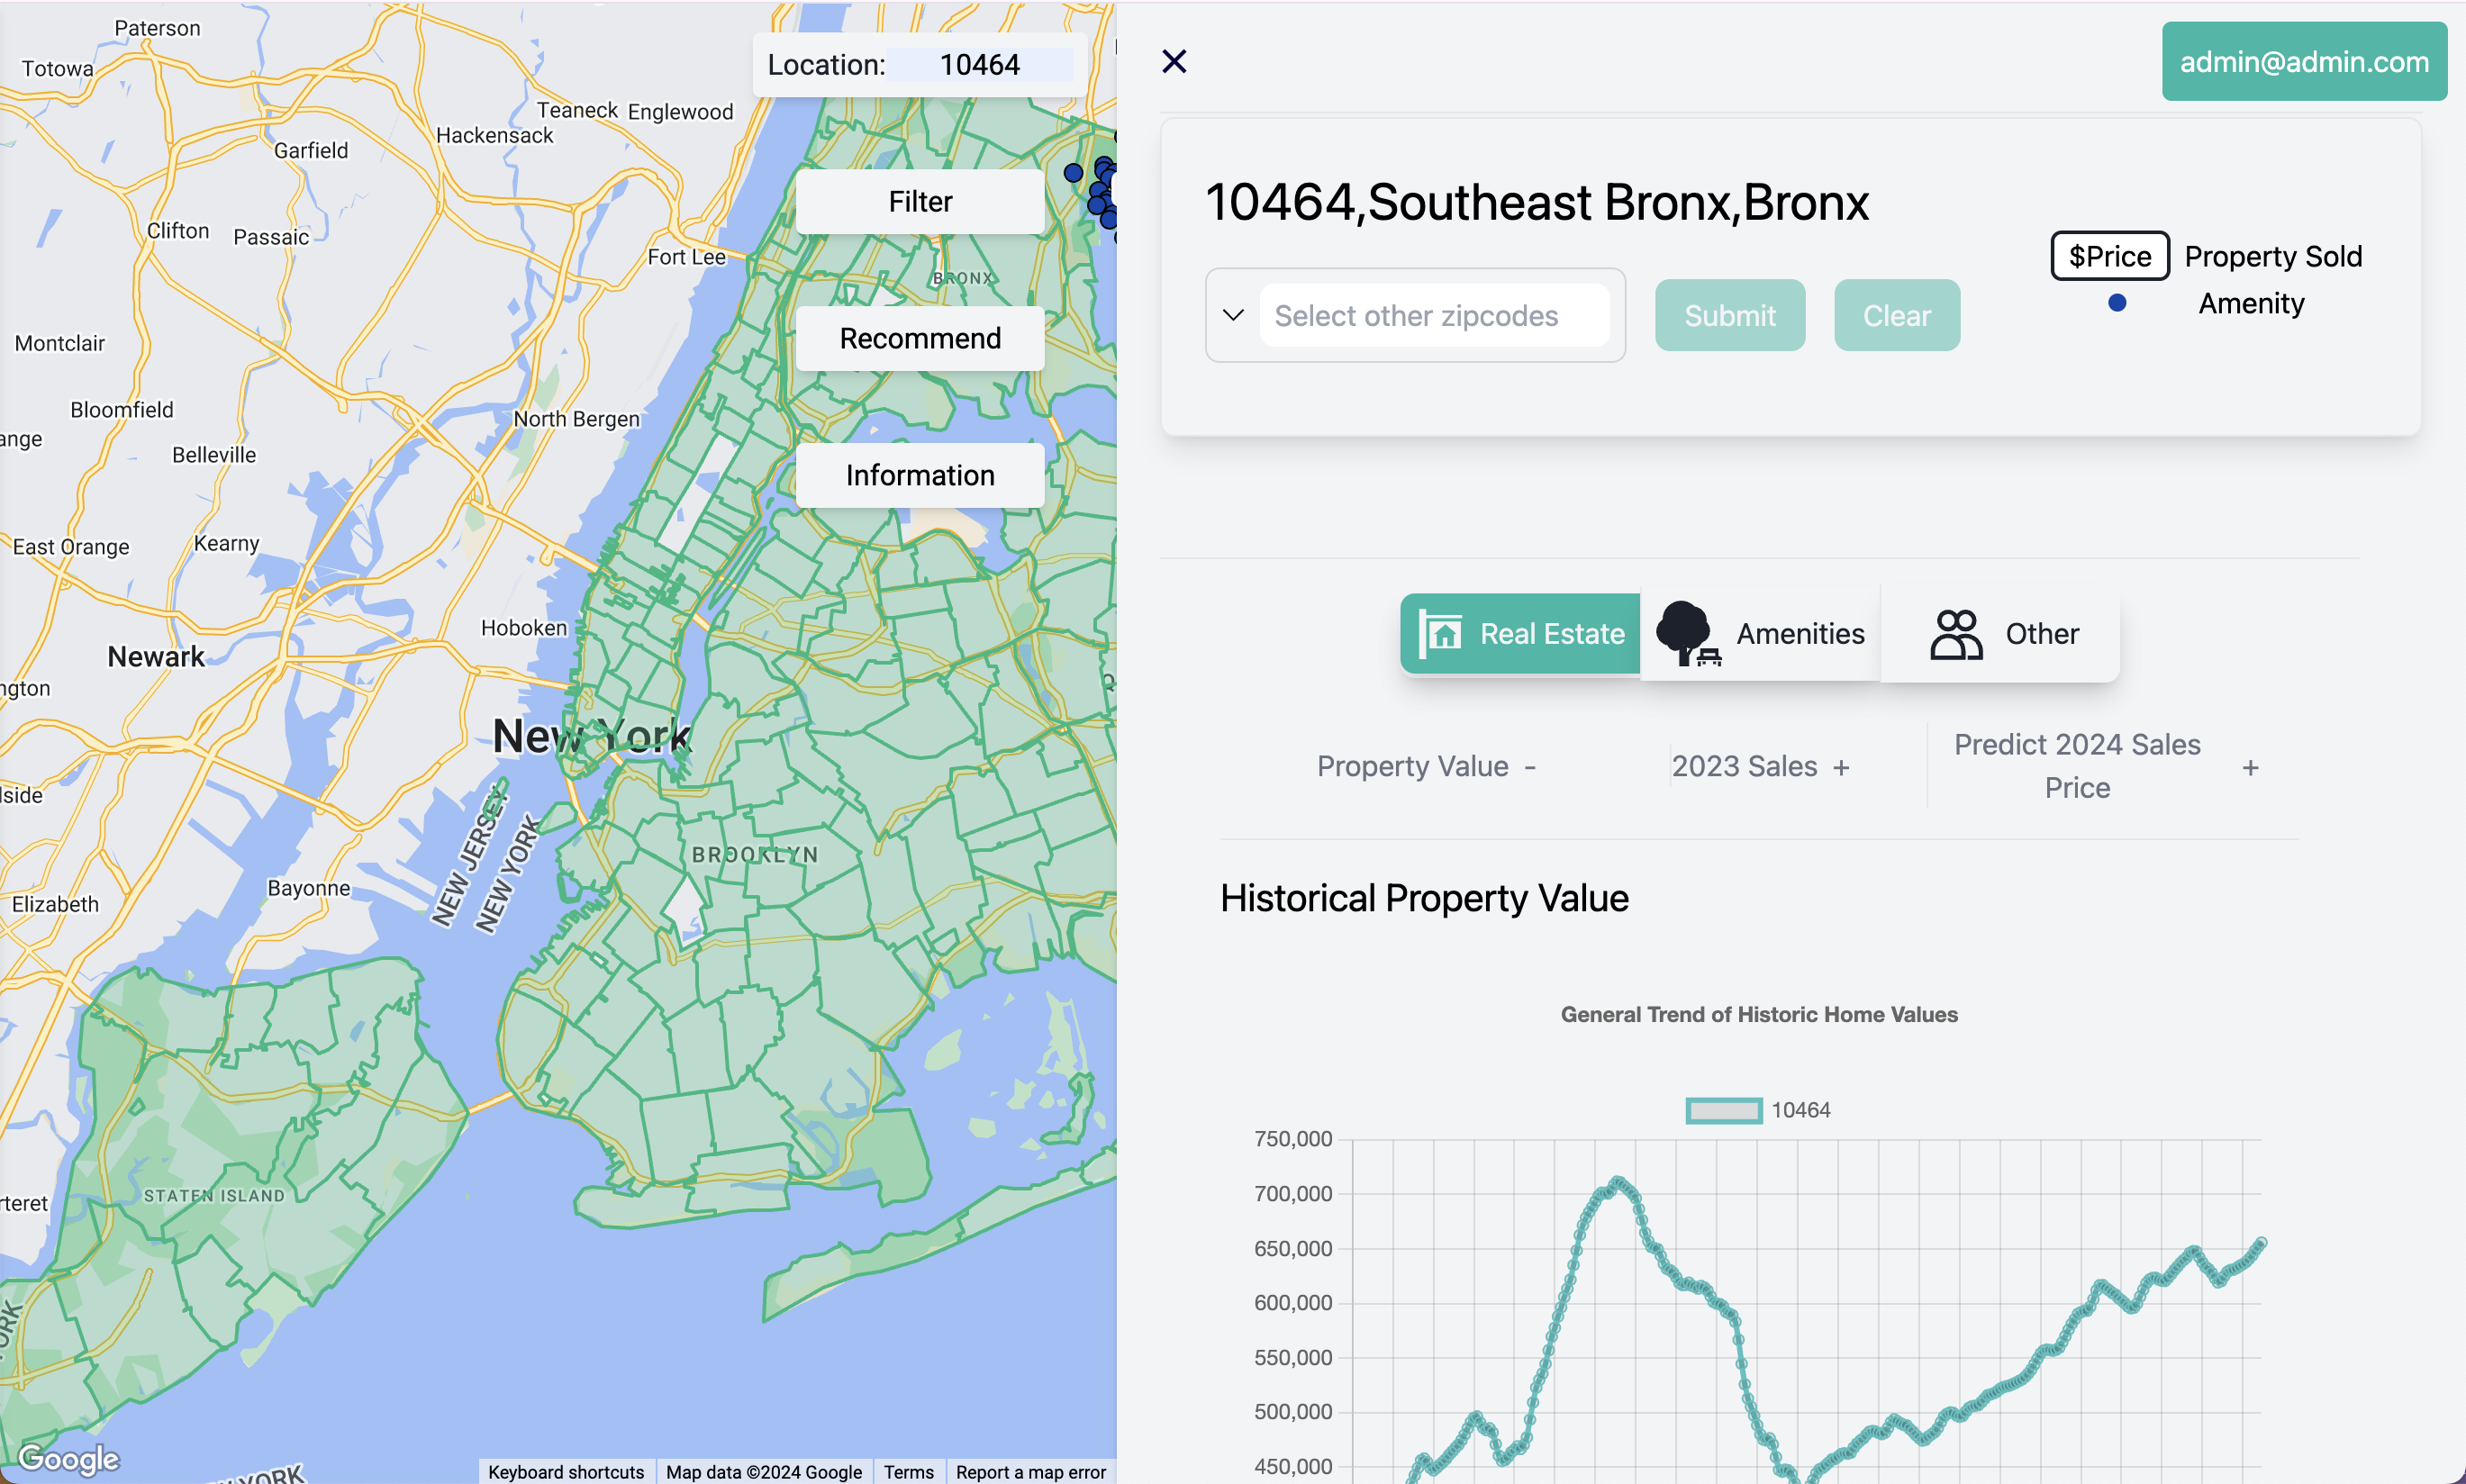 Paterson
Totowa
Teaneck
Englewood
Hackensack
Garfield
Clifton
Passaic
Fort Lee
Montclair
Bloomfield
North Bergen
ange
Belleville
East Orange
Kearny
Hoboken
Newark
ngton
New York
lside
NEW JERSEY
NEW YORK
BROOKLYN
BRONX
Q
Elizabeth
Bayonne
STATEN ISLAND
rteret
ORK
W YORK
Google
Keyboard shortcuts
Map data ©2024 Google
Terms
Report a map error
Location: 10464
Filter
Recommend
Information
admin@admin.com
10464,Southeast Bronx,Bronx
Select other zipcodes
Submit
Clear
$Price Property Sold
Amenity
Real Estate
Amenities
Other
Property Value -
2023 Sales +
Predict 2024 Sales
Price
+
Historical Property Value
General Trend of Historic Home Values
10464
750,000
700,000
650,000
600,000
550,000
500,000
450,000